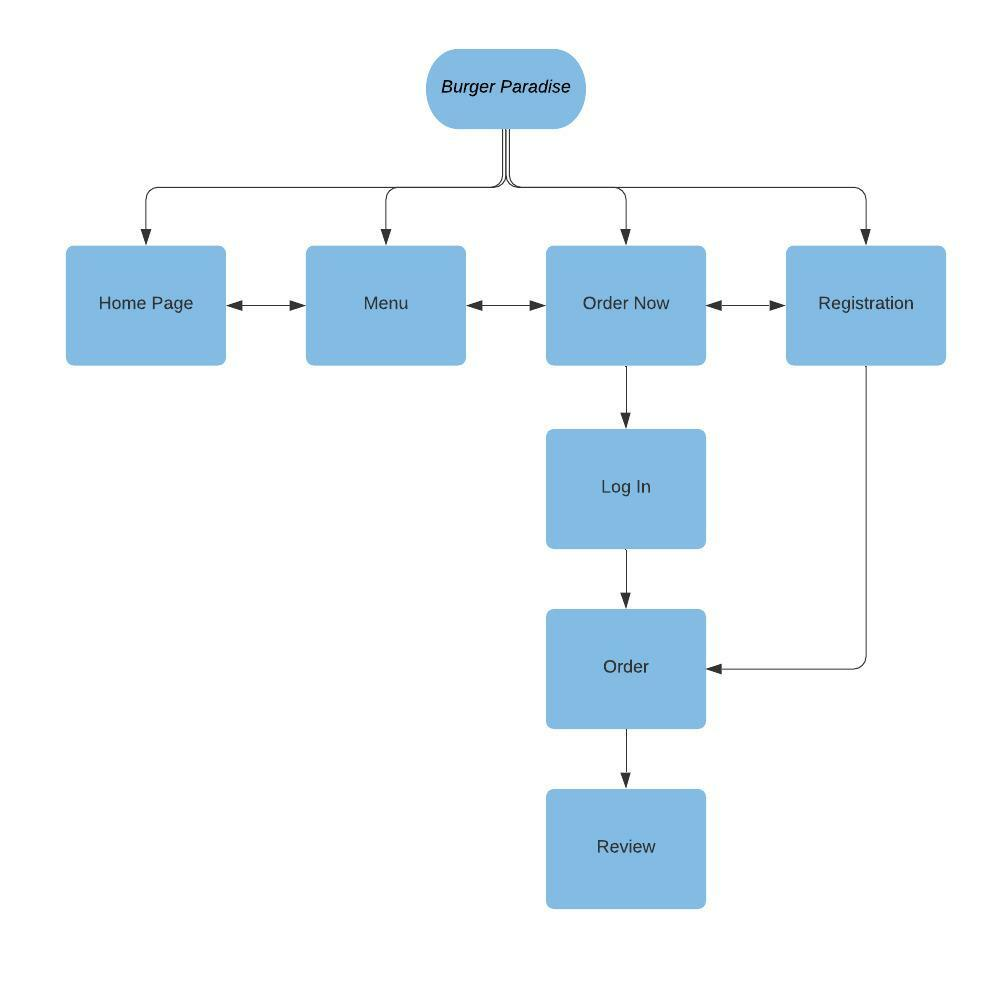 Burger Paradise
Home Page
Menu
Order Now
Registration
Log In
Order
Review